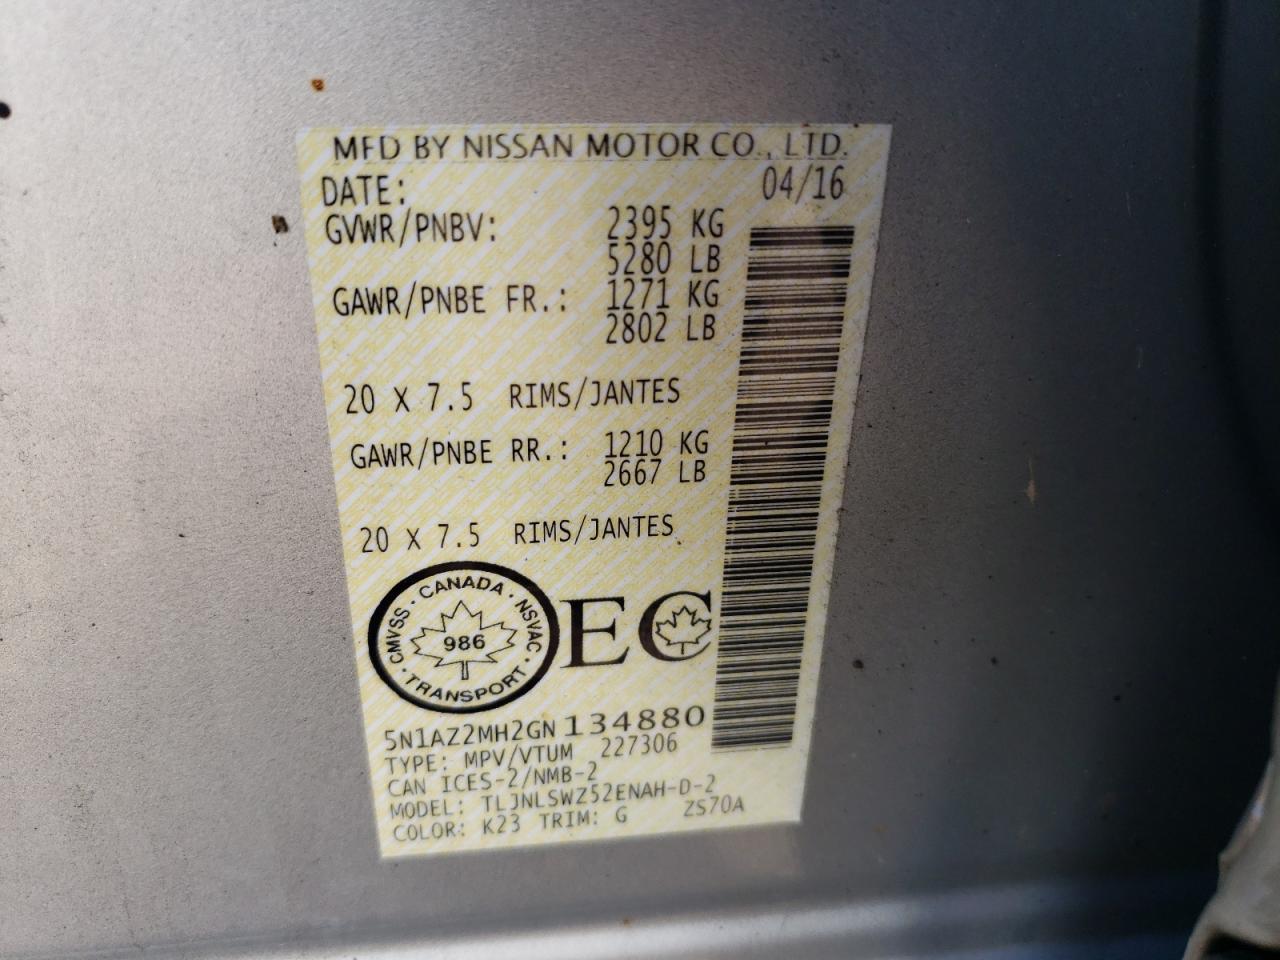 MFD BY NISSAN MOTOR CO., LTD.
DATE: 04/16
GVWR/PNBV: 2395 KG
5280 LB
GAWR/PNBE FR.: 1271 KG
2802 LB
20 X 7.5 RIMS/JANTES
GAWR/PNBE RR.: 1210 KG
2667 LB
20 X 7.5 RIMS/JANTES
CMVSS · CANADA · NSVAC · TRANSPORT ·
986
EC
5N1AZ2MH2GN134880
TYPE: MPV/VTUM 227306
CAN ICES-2/NMB-2
MODEL: TLJNLSWZ52ENAH-D-2
COLOR: K23 TRIM: G ZS70A